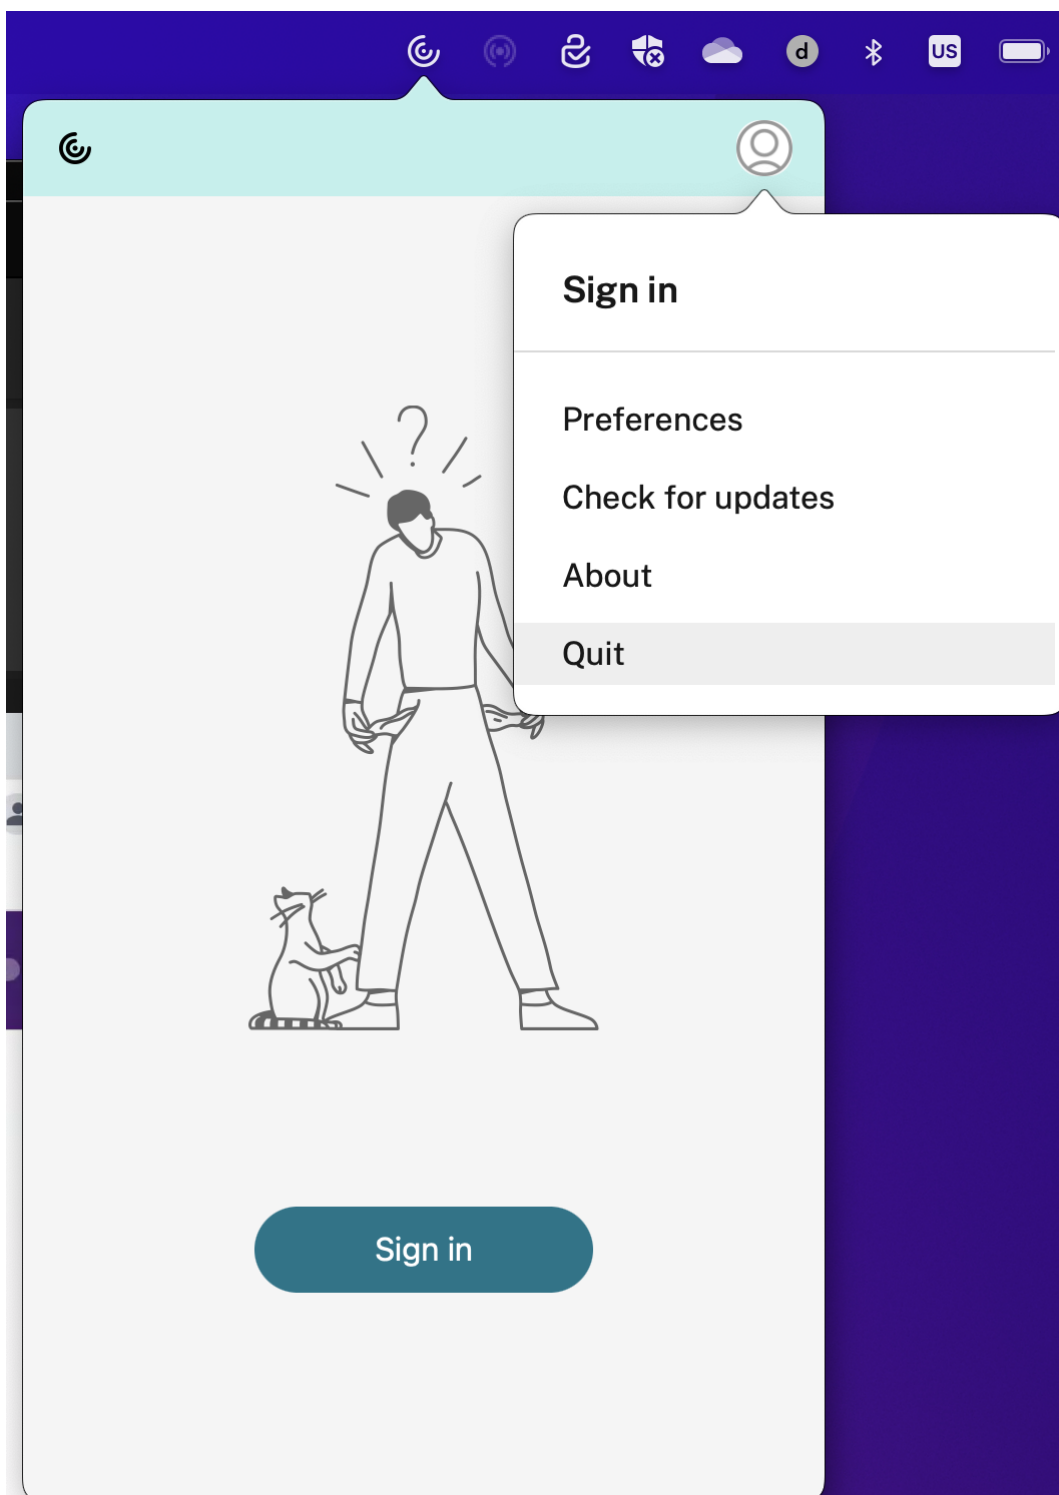 d
US
Sign in
Preferences
Check for updates
About
Quit
?
Sign in